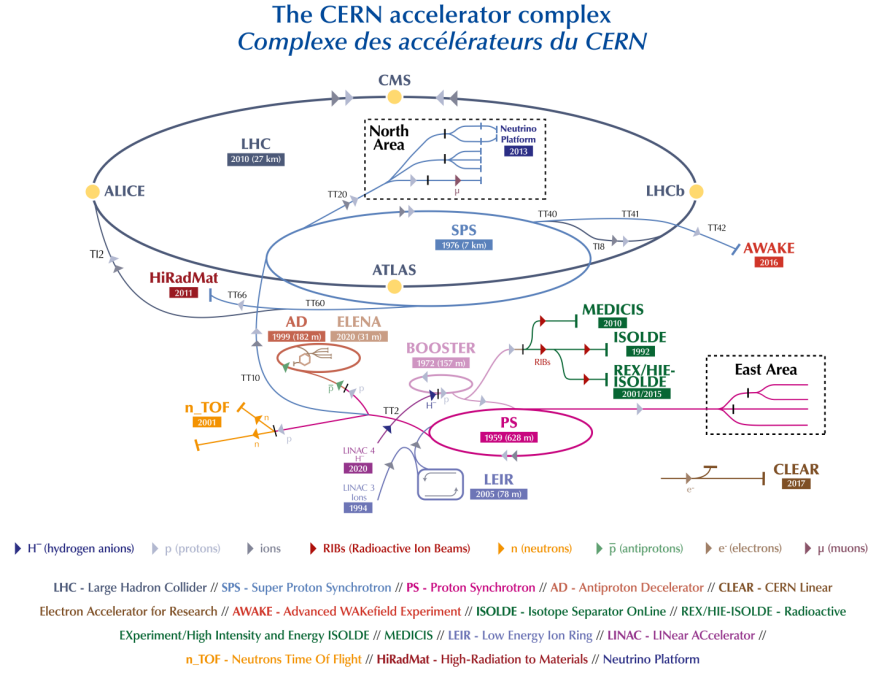 The CERN accelerator complex
Complexe des accélérateurs du CERN
CMS
LHC
2010 (27 km)
North
Area
Neutrino
Platform
2013
μ
ALICE
LHCb
TT20
TT40
TT41
TT42
SPS
1976 (7 km)
TI8
TI2
AWAKE
2016
ATLAS
HiRadMat
2011
TT66
TT60
AD
1999 (182 m)
ELENA
2020 (31 m)
MEDICIS
2010
BOOSTER
1972 (157 m)
ISOLDE
1992
RIBs
REX/HIE-
ISOLDE
2001/2015
East Area
TT10
p̅
p
H⁻
p
n_TOF
2001
n
n
p
TT2
PS
1959 (628 m)
LINAC 4
H⁻
2020
LINAC 3
Ions
1994
LEIR
2005 (78 m)
e⁻
CLEAR
2017
H⁻ (hydrogen anions)
p (protons)
ions
RIBs (Radioactive Ion Beams)
n (neutrons)
p̅ (antiprotons)
e⁻ (electrons)
μ (muons)
LHC - Large Hadron Collider // SPS - Super Proton Synchrotron // PS - Proton Synchrotron // AD - Antiproton Decelerator // CLEAR - CERN Linear
Electron Accelerator for Research // AWAKE - Advanced WAKefield Experiment // ISOLDE - Isotope Separator OnLine // REX/HIE-ISOLDE - Radioactive
EXperiment/High Intensity and Energy ISOLDE // MEDICIS // LEIR - Low Energy Ion Ring // LINAC - LINear ACcelerator //
n_TOF - Neutrons Time Of Flight // HiRadMat - High-Radiation to Materials // Neutrino Platform